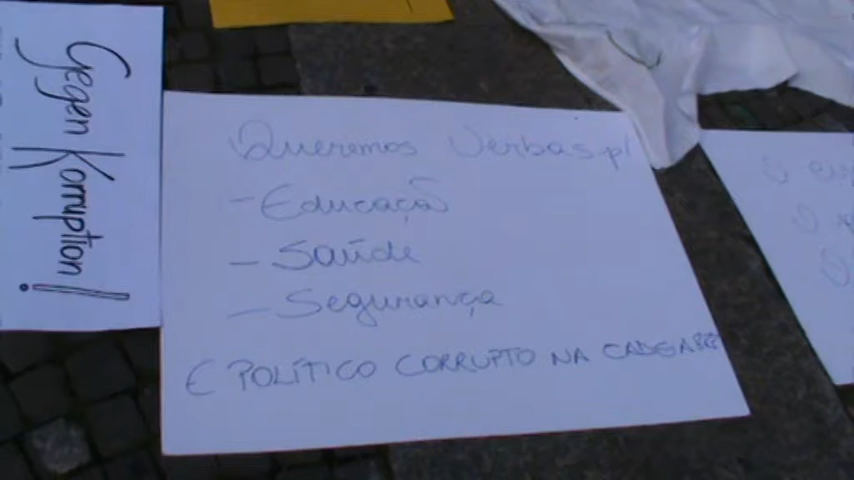 Gegen Korruption!
Queremos Verbas p/
- Educação
- Saúde
- Segurança
E POLÍTICO CORRUPTO NA CADEIA!!!